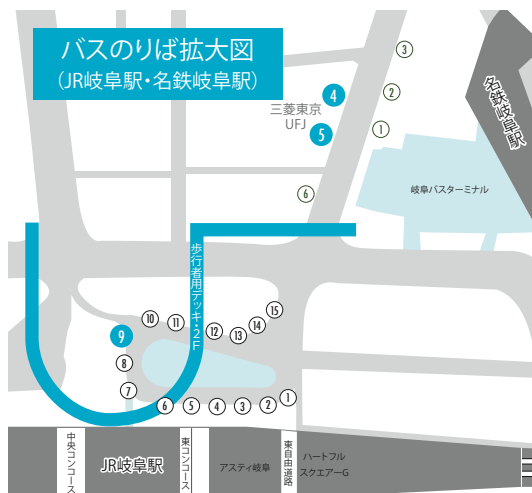 バスのりば拡大図
(JR岐阜駅・名鉄岐阜駅)
③
②
①
④
三菱東京
UFJ
⑤
⑥
名鉄岐阜駅
岐阜バスターミナル
歩行者用デッキ・2F
⑩
⑪
⑫
⑬
⑭
⑮
⑨
⑧
⑦
⑥
⑤
④
③
②
①
中央コンコース
JR岐阜駅
東コンコース
アスティ岐阜
東自由道路
ハートフル
スクエアーG